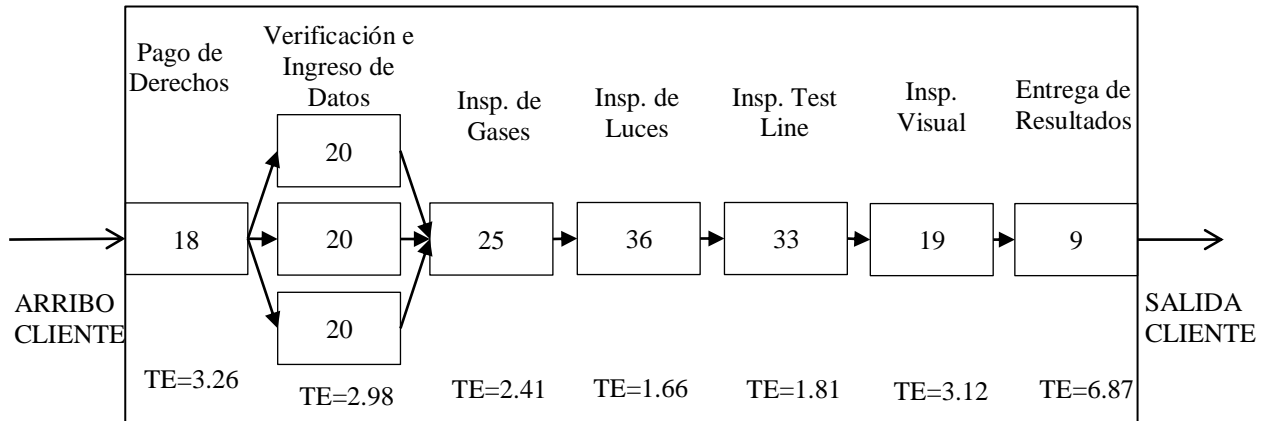 Pago de
Derechos
Verificación e
Ingreso de
Datos
Insp. de
Gases
Insp. de
Luces
Insp. Test
Line
Insp.
Visual
Entrega de
Resultados
20
18
20
25
36
33
19
9
20
ARRIBO
CLIENTE
SALIDA
CLIENTE
TE=3.26
TE=2.98
TE=2.41
TE=1.66
TE=1.81
TE=3.12
TE=6.87